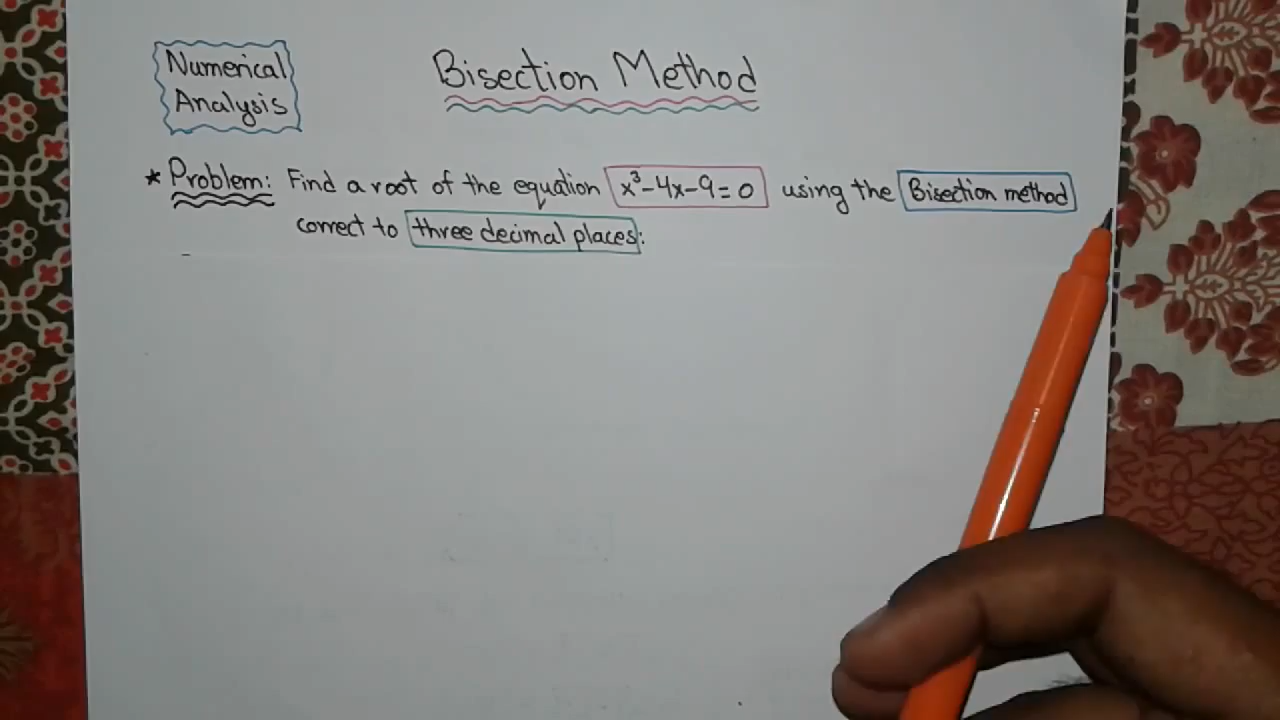 Numerical
Analysis
Bisection Method
* Problem: Find a root of the equation x³-4x-9=0 using the Bisection method
correct to three decimal places: